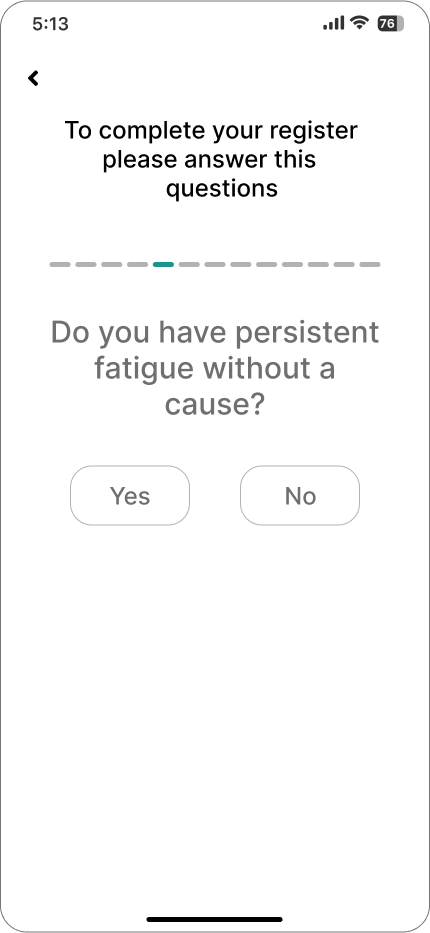 5:13
76
To complete your register
please answer this
questions
Do you have persistent
fatigue without a
cause?
Yes
No